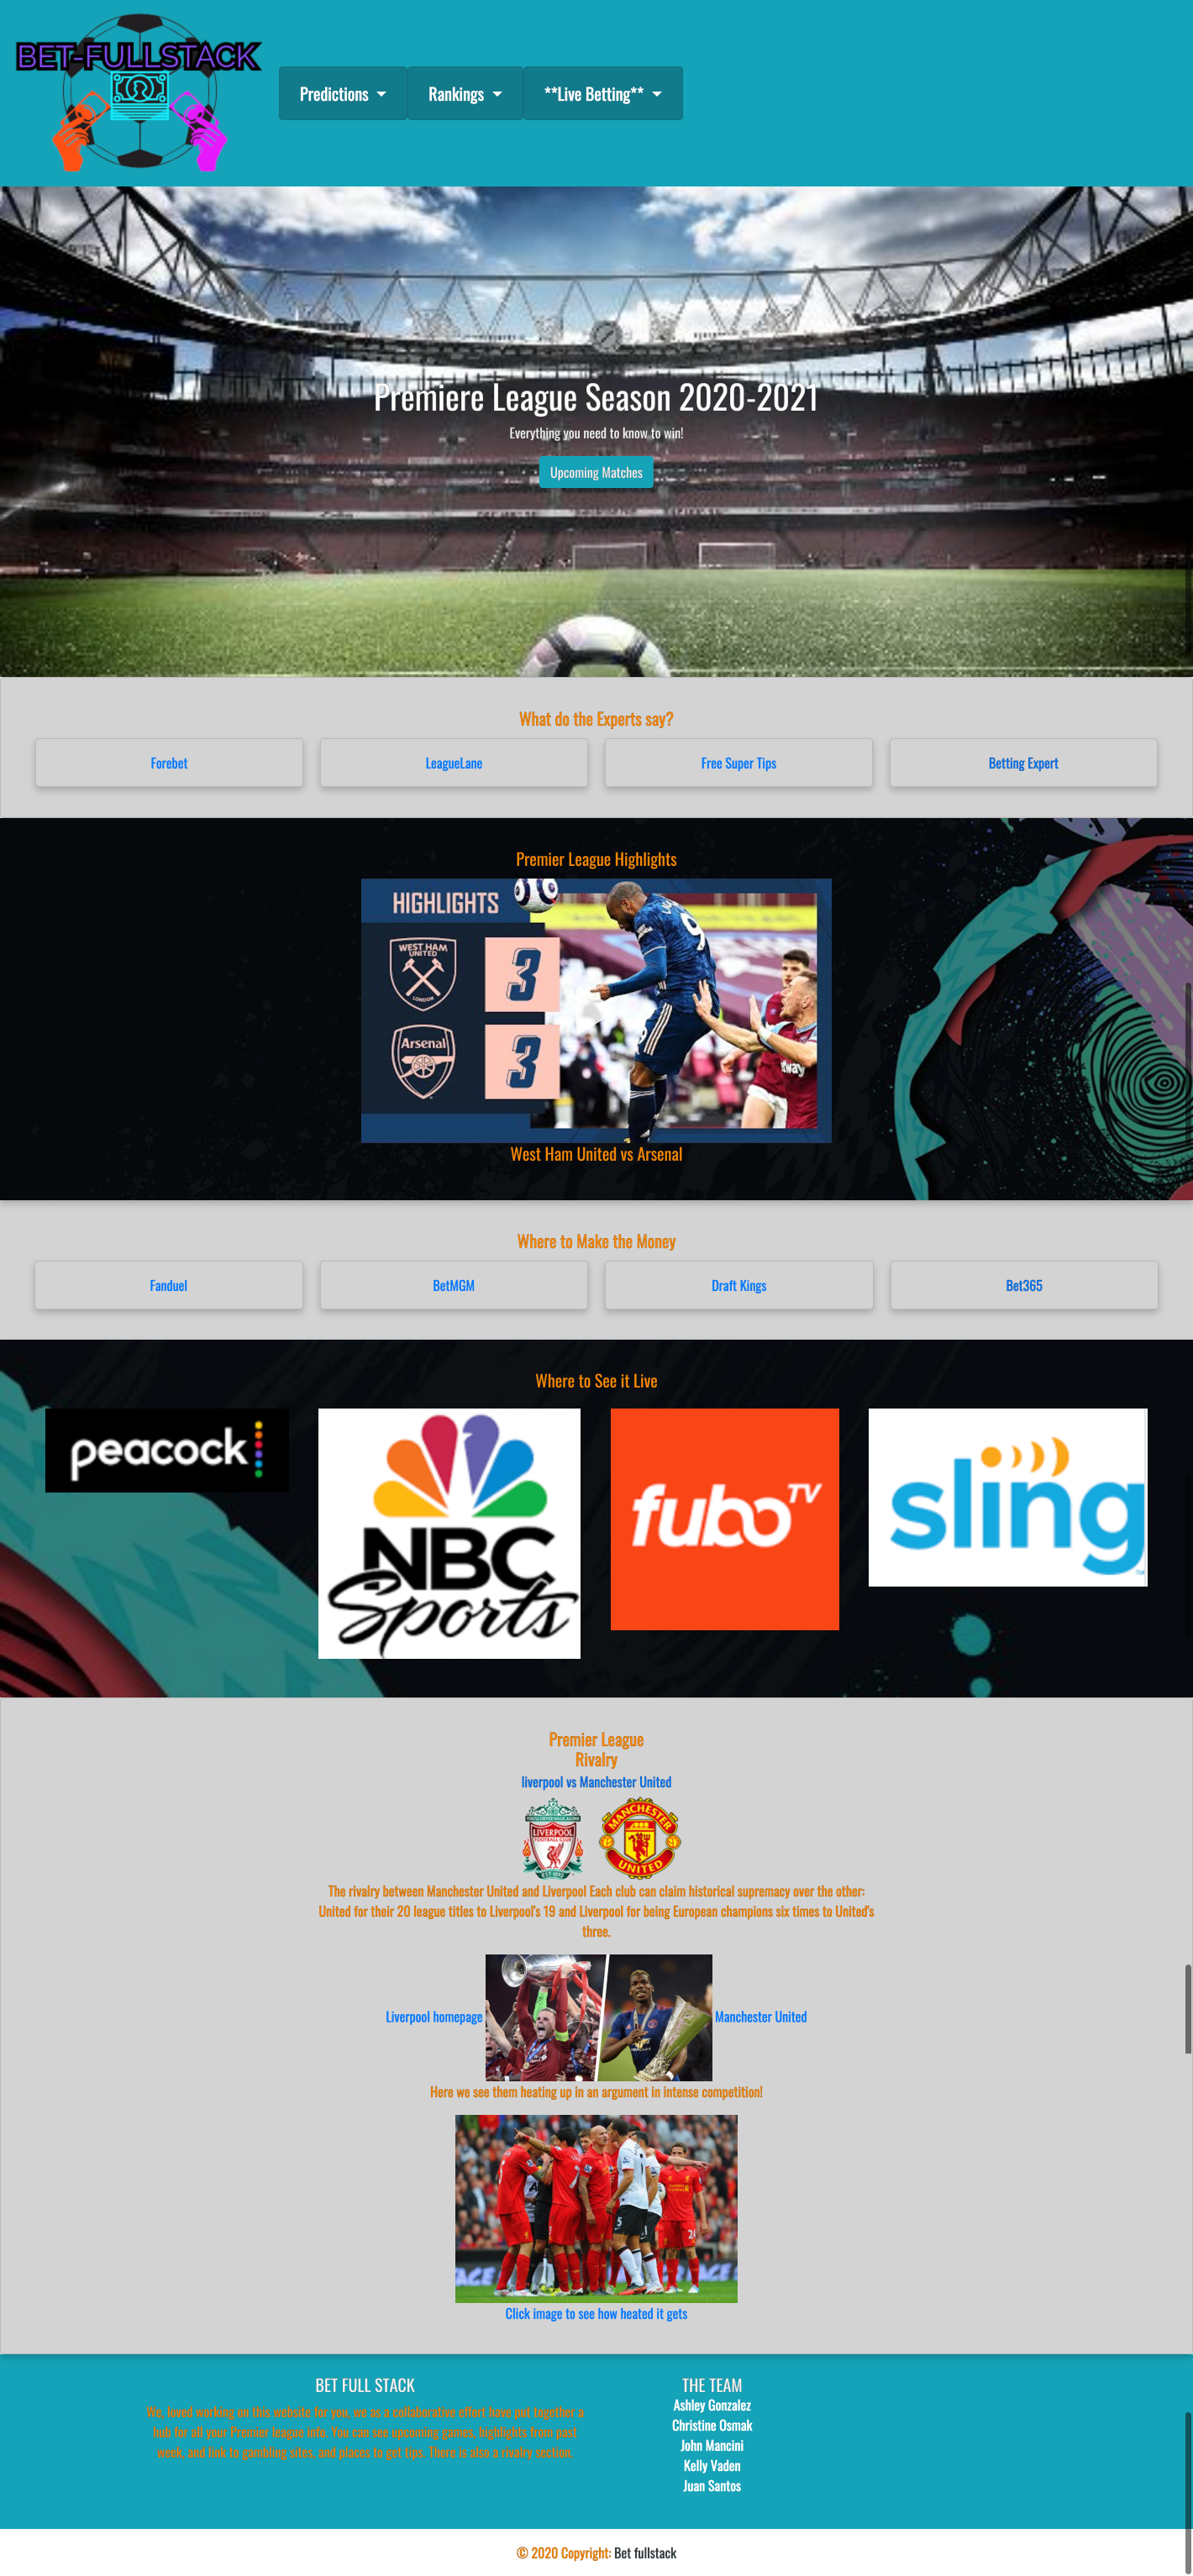 BET-FULLSTACK
Predictions
Rankings
**Live Betting**
Premiere League Season 2020-2021
Everything you need to know to win!
Upcoming Matches
What do the Experts say?
Forebet
LeagueLane
Free Super Tips
Betting Expert
Premier League Highlights
HIGHLIGHTS
WEST HAM
UNITED
LONDON
3
Arsenal
3
9
West Ham United vs Arsenal
Where to Make the Money
Fanduel
BetMGM
Draft Kings
Bet365
Where to See it Live
peacock
NBC
Sports
fubo TV
sling
Premier League
Rivalry
liverpool vs Manchester United
LIVERPOOL
FOOTBALL CLUB
MANCHESTER
UNITED
The rivalry between Manchester United and Liverpool Each club can claim historical supremacy over the other:
United for their 20 league titles to Liverpool's 19 and Liverpool for being European champions six times to United's
three.
Liverpool homepage
Manchester United
Here we see them heating up in an argument in intense competition!
Click image to see how heated it gets
BET FULL STACK
We, loved working on this website for you, we as a collaborative effort have put together a
hub for all your Premier league info. You can see upcoming games, highlights from past
week, and link to gambling sites, and places to get tips. There is also a rivalry section.
THE TEAM
Ashley Gonzalez
Christine Osmak
John Mancini
Kelly Vaden
Juan Santos
© 2020 Copyright: Bet fullstack